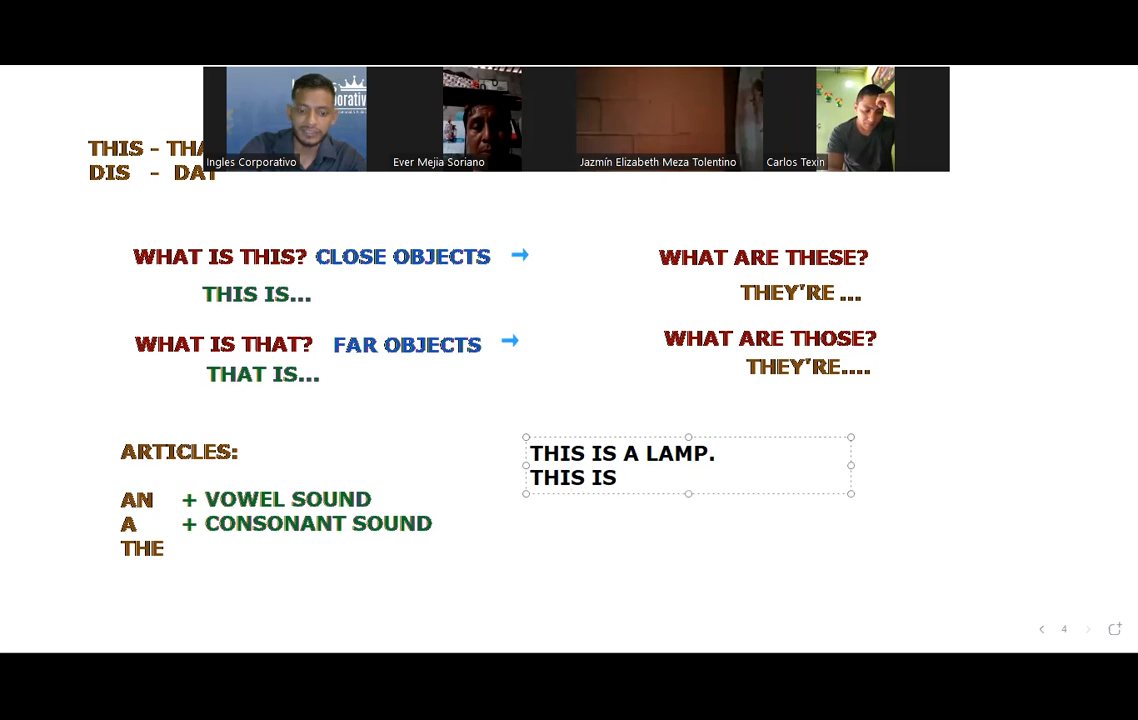 Ingles Corporativo
Ever Mejia Soriano
Jazmín Elizabeth Meza Tolentino
Carlos Texin
THIS - THA
DIS - DAT
WHAT IS THIS? CLOSE OBJECTS →
THIS IS...
WHAT ARE THESE?
THEY'RE ...
WHAT IS THAT? FAR OBJECTS →
THAT IS...
WHAT ARE THOSE?
THEY'RE....
ARTICLES:
AN + VOWEL SOUND
A + CONSONANT SOUND
THE
THIS IS A LAMP.
THIS IS
4